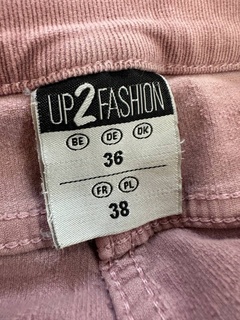 UP2FASHION
BE DE DK
36
FR PL
38